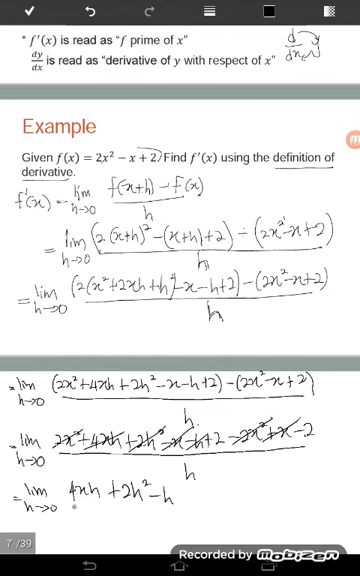 * f′(x) is read as “f prime of x”
dy/dx is read as “derivative of y with respect of x”
d/dx y
Example
Given f(x) = 2x² − x + 2. Find f′(x) using the definition of
derivative.
f'(x) = lim h→0 (f(x+h) − f(x))/h
= lim h→0 ((2(x+h)² − (x+h) + 2) − (2x² − x + 2))/h
= lim h→0 ((2(x² + 2xh + h²) − x − h + 2) − (2x² − x + 2))/h
= lim h→0 ((2x² + 4xh + 2h² − x − h + 2) − (2x² − x + 2))/h
= lim h→0 (2x² + 4xh + 2h² − x − h + 2 − 2x² + x − 2)/h
= lim h→0 4xh + 2h² − h
7 / 39
Recorded by Mobizen